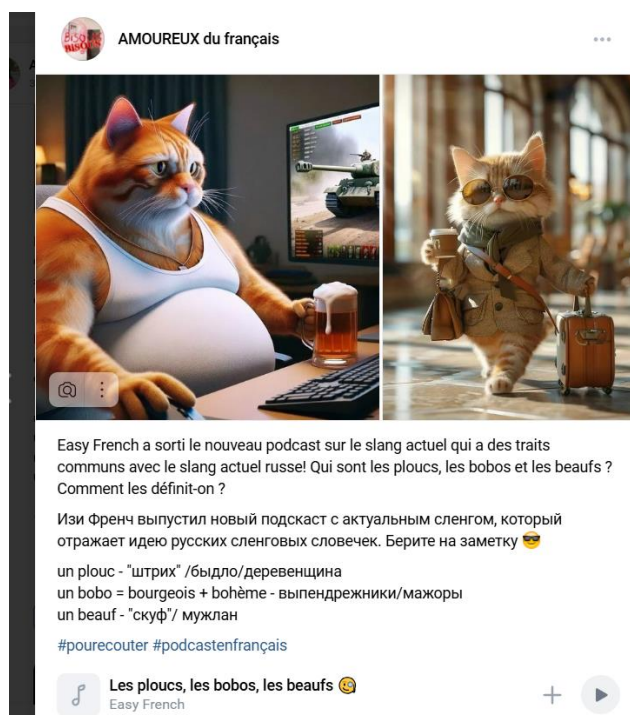 AMOUREUX du français
Easy French a sorti le nouveau podcast sur le slang actuel qui a des traits
communs avec le slang actuel russe! Qui sont les ploucs, les bobos et les beaufs ?
Comment les définit-on ?
Изи Френч выпустил новый подскаст с актуальным сленгом, который
отражает идею русских сленговых словечек. Берите на заметку 😎
un plouc - "штрих" /быдло/деревенщина
un bobo = bourgeois + bohème - выпендрежники/мажоры
un beauf - "скуф"/ мужлан
#pourecouter #podcastenfrançais
Les ploucs, les bobos, les beaufs 🧐
Easy French